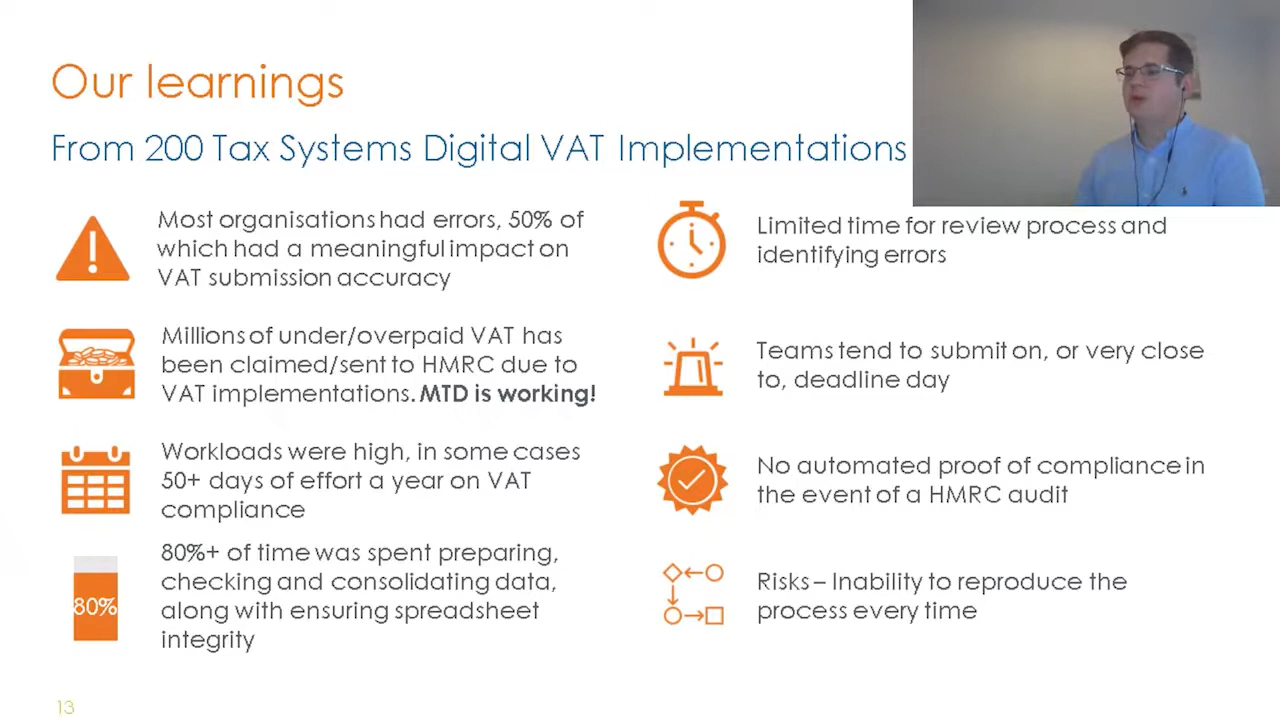 Our learnings
From 200 Tax Systems Digital VAT Implementations
Most organisations had errors, 50% of
which had a meaningful impact on
VAT submission accuracy
Millions of under/overpaid VAT has
been claimed/sent to HMRC due to
VAT implementations. MTD is working!
Workloads were high, in some cases
50+ days of effort a year on VAT
compliance
80%
80%+ of time was spent preparing,
checking and consolidating data,
along with ensuring spreadsheet
integrity
Limited time for review process and
identifying errors
Teams tend to submit on, or very close
to, deadline day
No automated proof of compliance in
the event of a HMRC audit
Risks – Inability to reproduce the
process every time
13